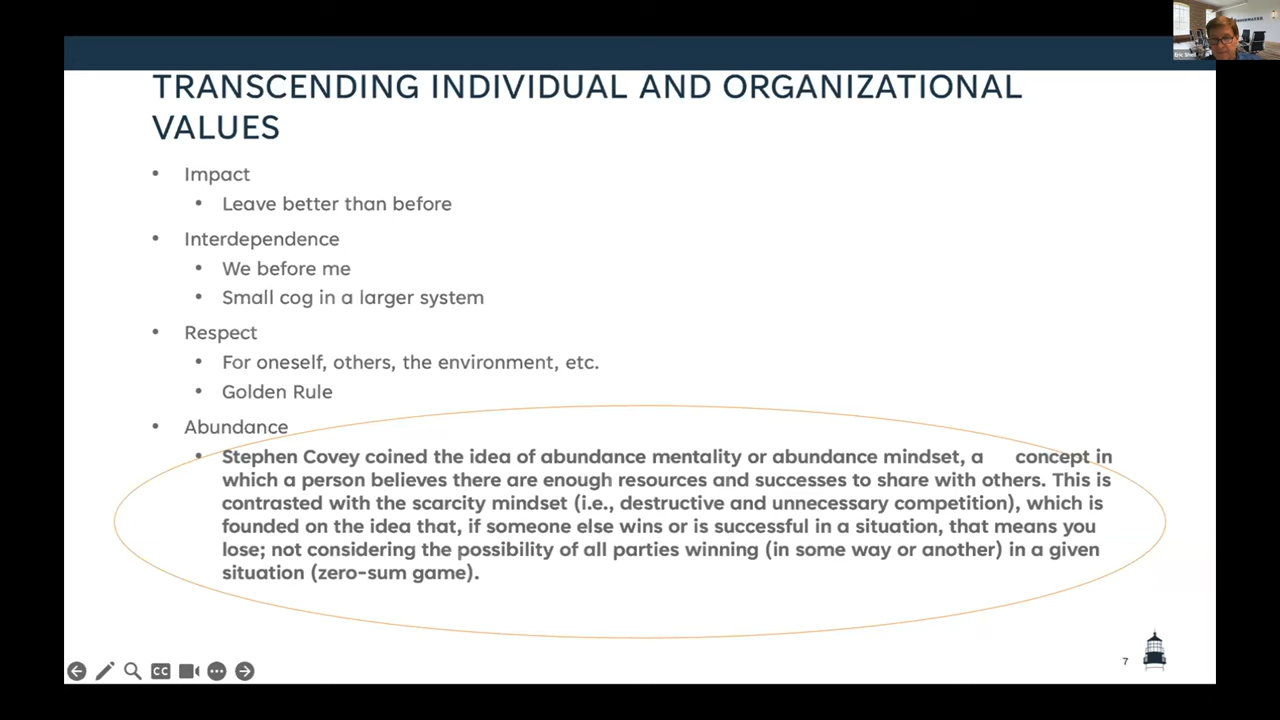 TRANSCENDING INDIVIDUAL AND ORGANIZATIONAL
VALUES
• Impact
• Leave better than before
• Interdependence
• We before me
• Small cog in a larger system
• Respect
• For oneself, others, the environment, etc.
• Golden Rule
• Abundance
• Stephen Covey coined the idea of abundance mentality or abundance mindset, a concept in
which a person believes there are enough resources and successes to share with others. This is
contrasted with the scarcity mindset (i.e., destructive and unnecessary competition), which is
founded on the idea that, if someone else wins or is successful in a situation, that means you
lose; not considering the possibility of all parties winning (in some way or another) in a given
situation (zero-sum game).
7
CC